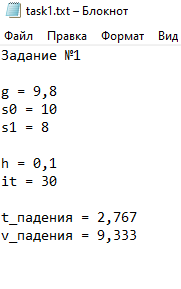 task1.txt – Блокнот
Файл Правка Формат Вид
Задание №1
g = 9,8
s0 = 10
s1 = 8
h = 0,1
it = 30
t_падения = 2,767
v_падения = 9,333